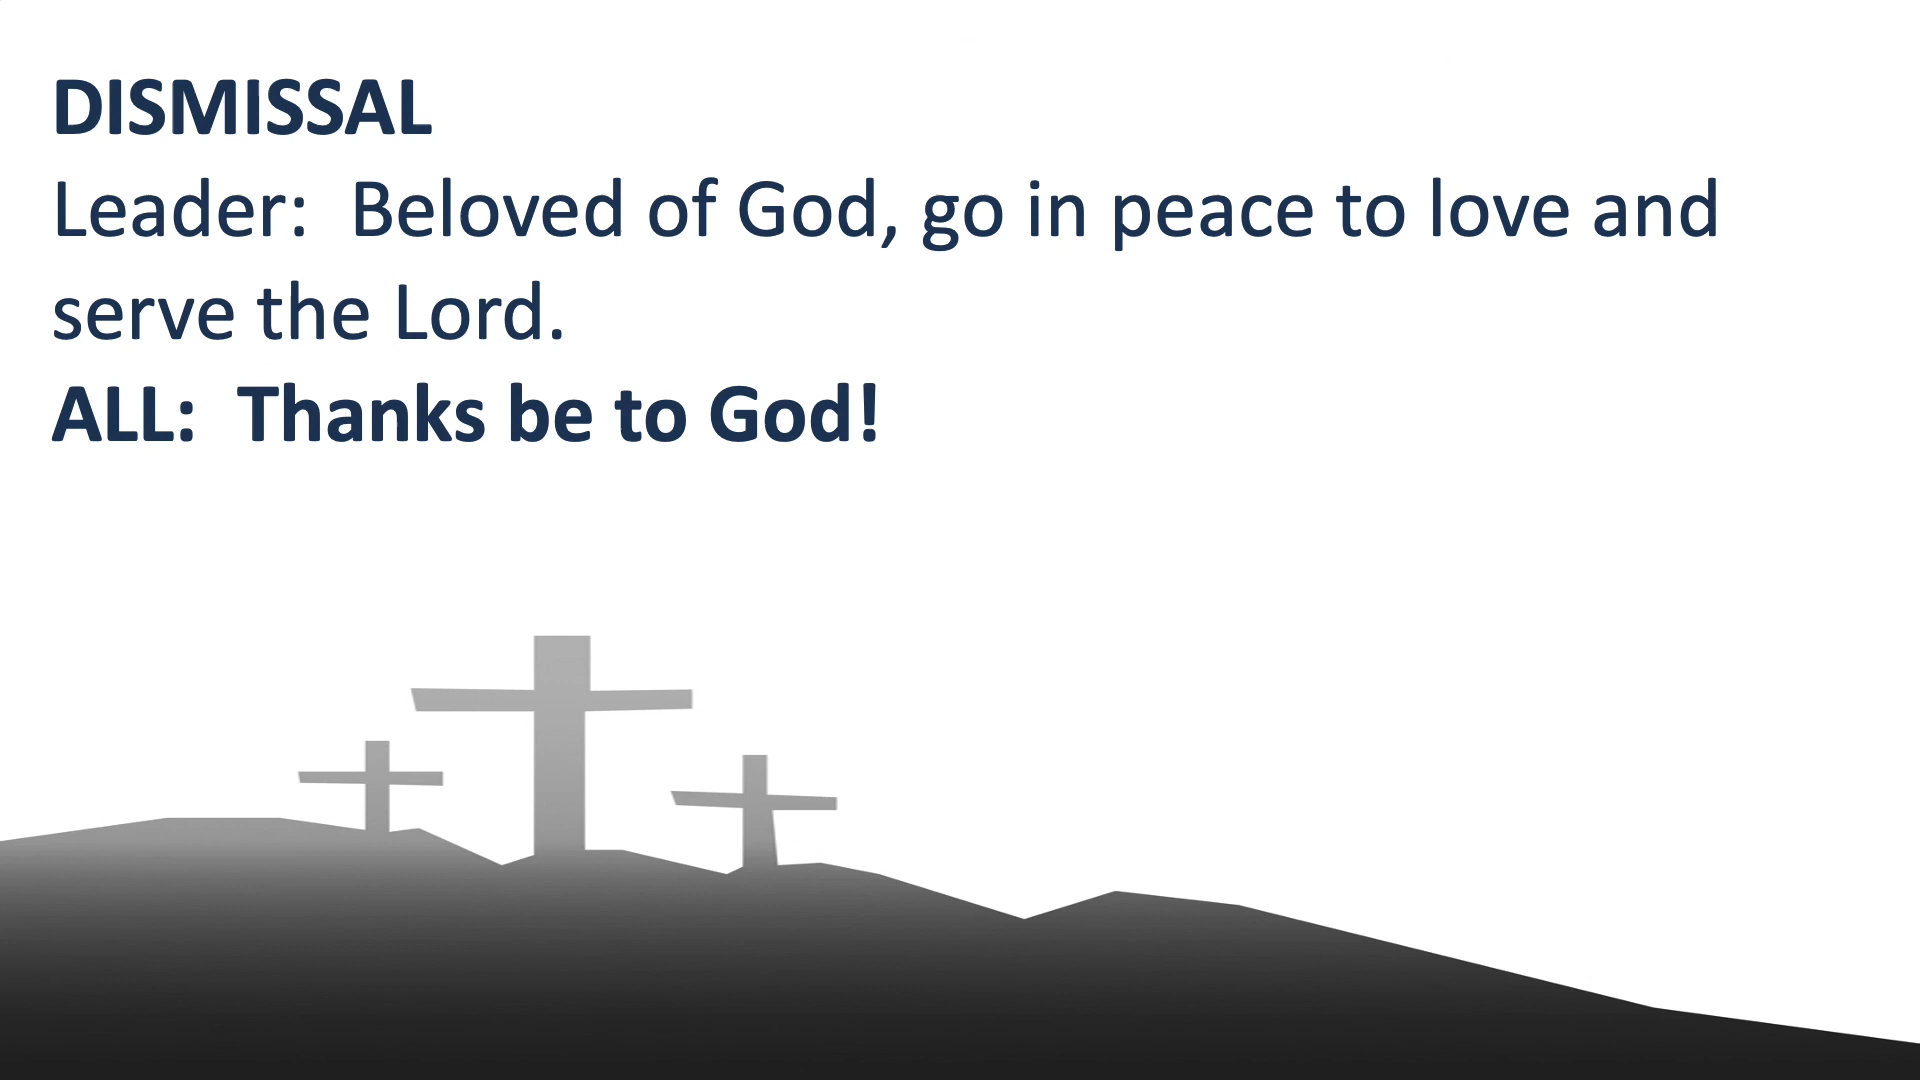 DISMISSAL
Leader:  Beloved of God, go in peace to love and
serve the Lord.
ALL:  Thanks be to God!